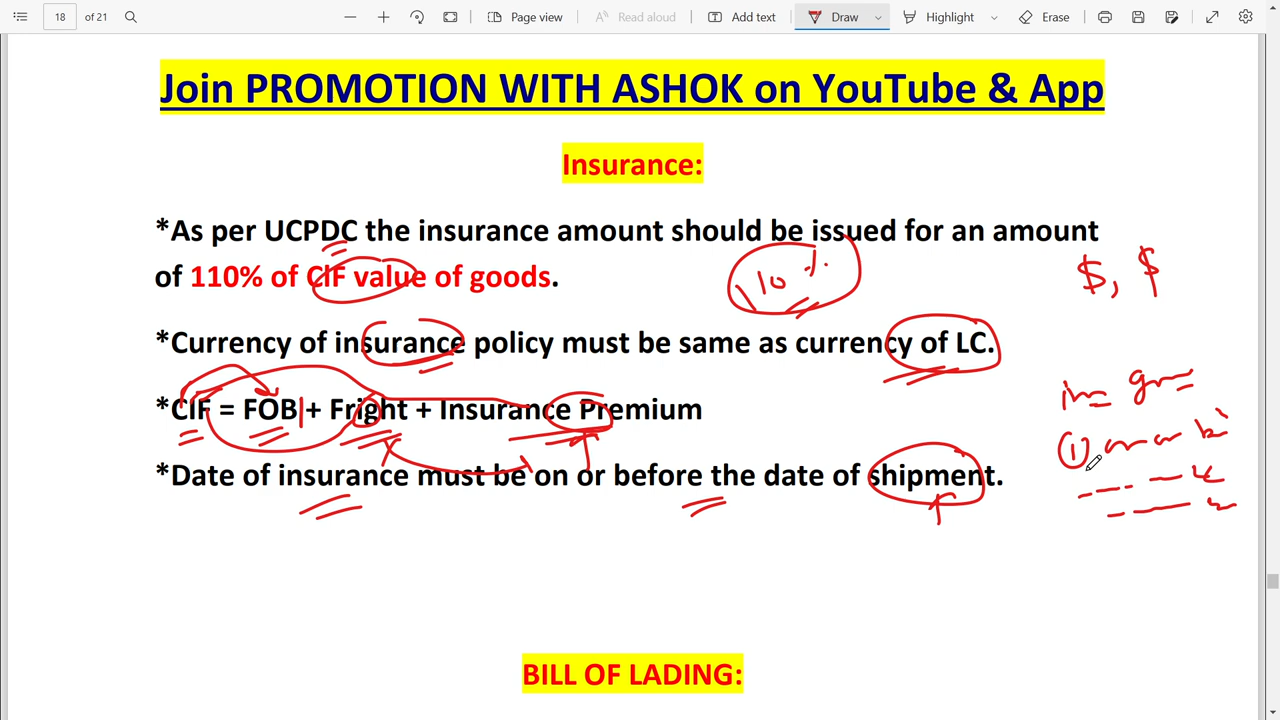 18 of 21 Page view Read aloud Add text Draw Highlight Erase
Join PROMOTION WITH ASHOK on YouTube & App
Insurance:
*As per UCPDC the insurance amount should be issued for an amount
of 110% of CIF value of goods.
110 %
$, $
*Currency of insurance policy must be same as currency of LC.
*CIF = FOB + Fright + Insurance Premium
*Date of insurance must be on or before the date of shipment.
①
BILL OF LADING: